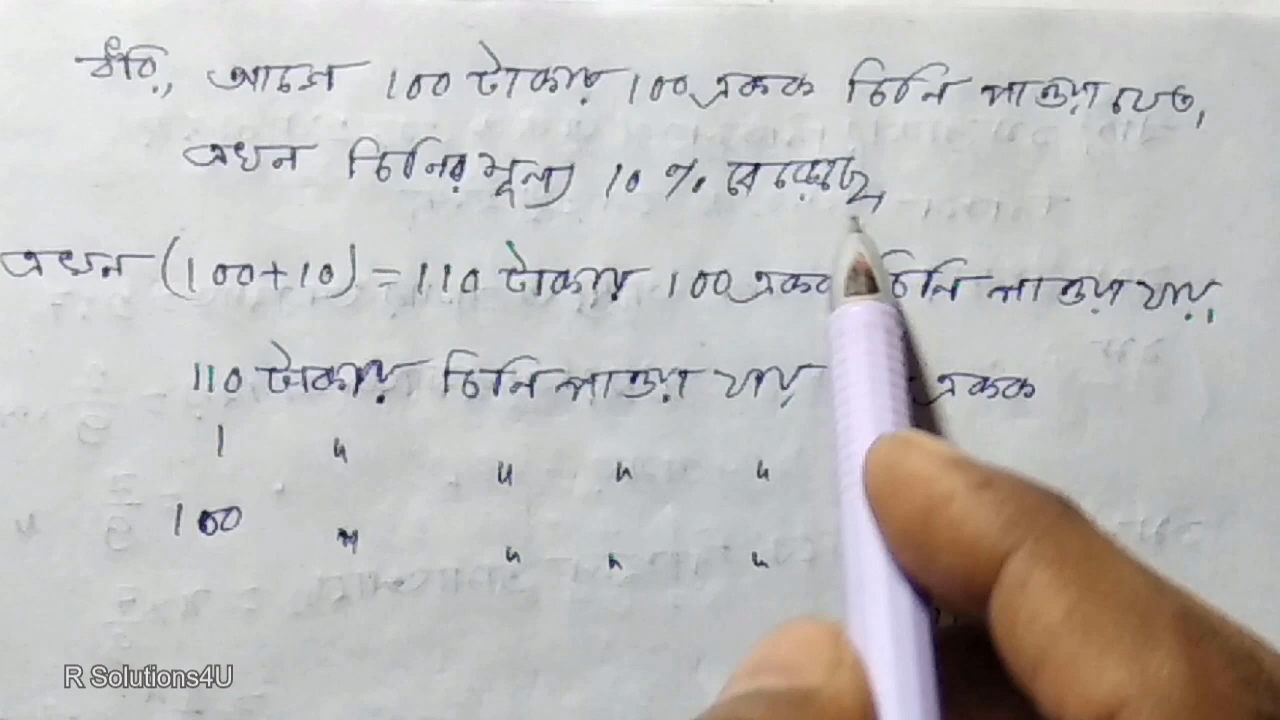 ধরি, আগে 100 টাকায় 100 একক চিনি পাওয়া যেত,
এখন চিনির মূল্য 10 % বেড়েছে,
এখন (100+10) = 110 টাকায় 100 একক চিনি পাওয়া যায়,
110 টাকায় চিনি পাওয়া যায় একক
1 " " " "
100 " " " "
R Solutions4U